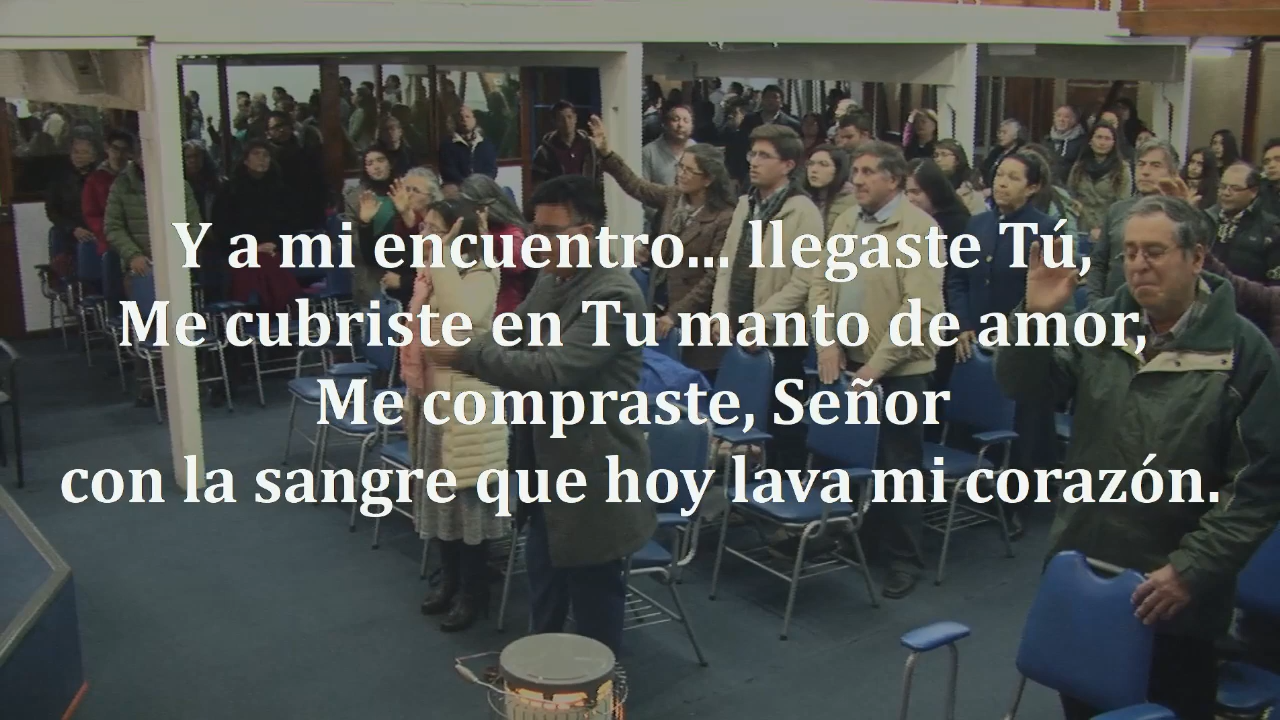 Y a mi encuentro... llegaste Tú,
Me cubriste en Tu manto de amor,
Me compraste, Señor
con la sangre que hoy lava mi corazón.